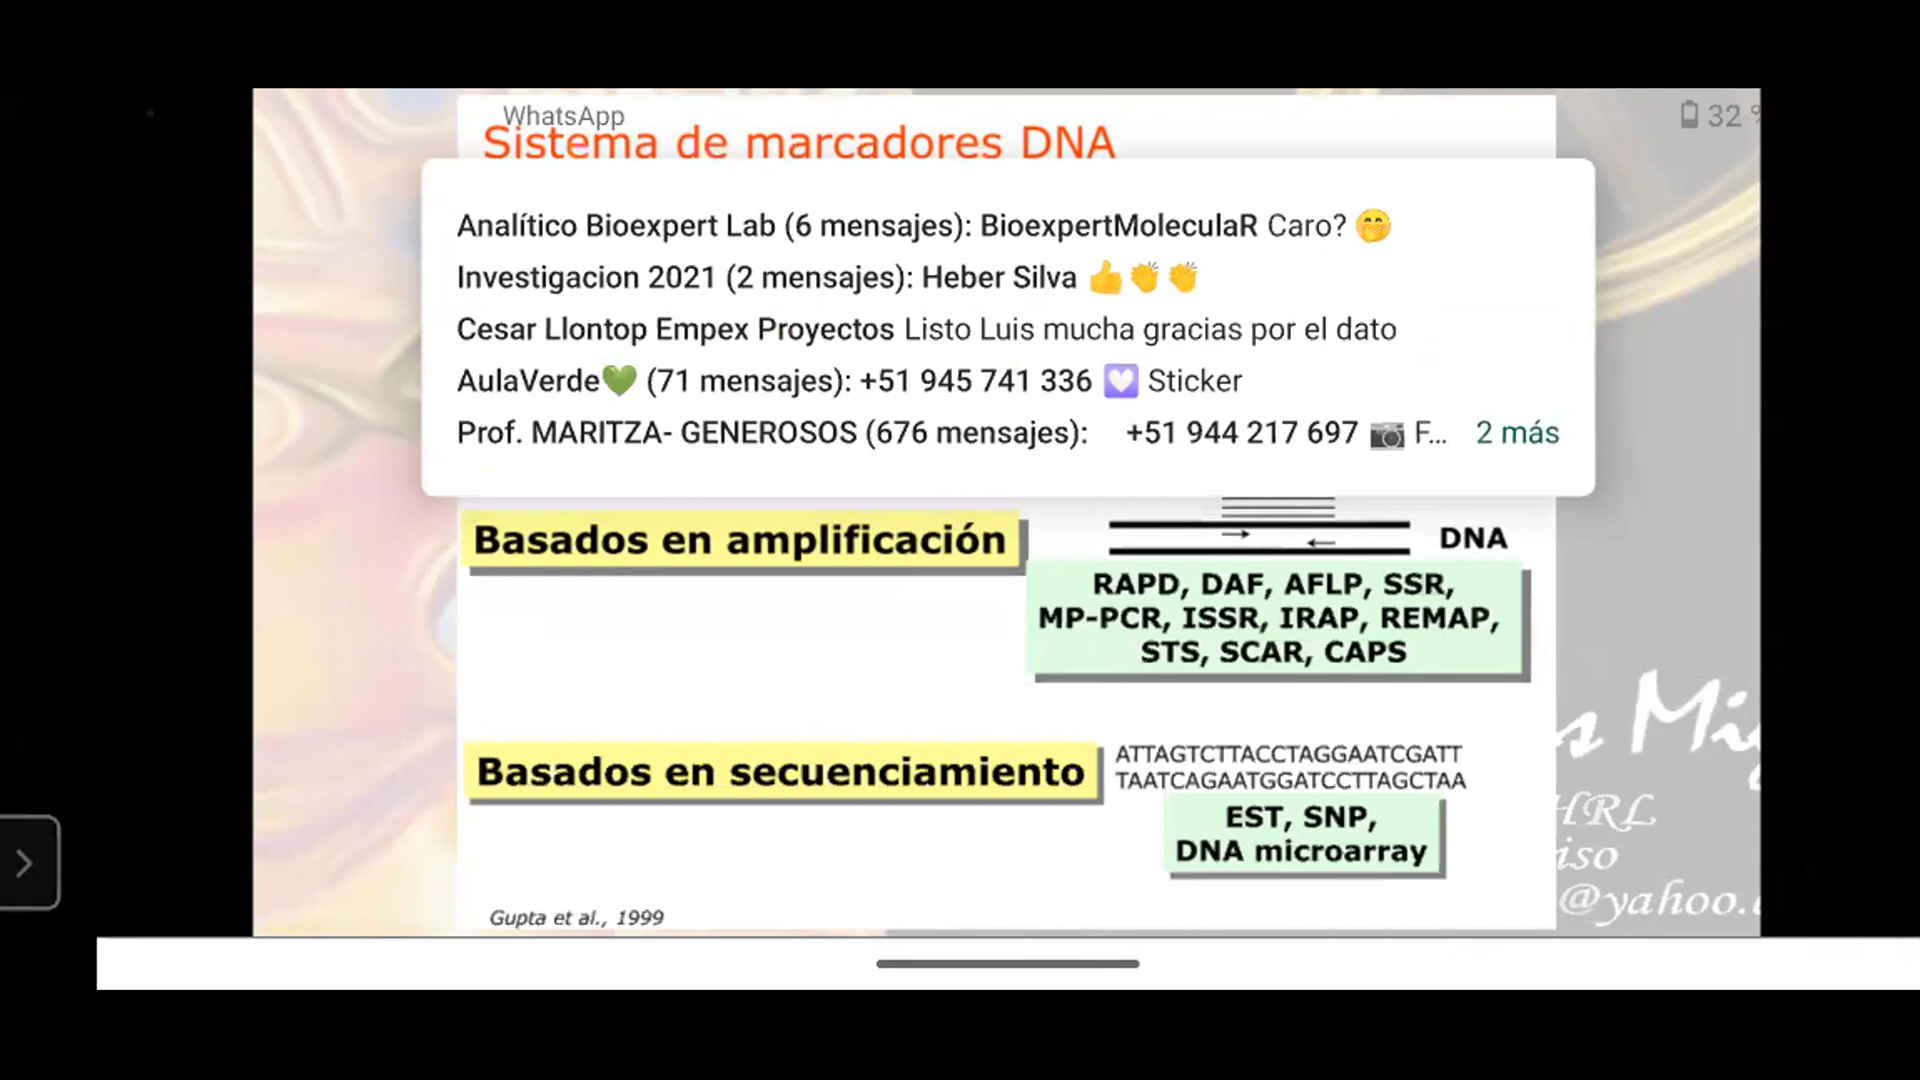 WhatsApp
32 %
Sistema de marcadores DNA
Analítico Bioexpert Lab (6 mensajes): BioexpertMoleculaR Caro? 🤭
Investigacion 2021 (2 mensajes): Heber Silva 👍👏👏
Cesar Llontop Empex Proyectos Listo Luis mucha gracias por el dato
AulaVerde💚 (71 mensajes): +51 945 741 336 💟 Sticker
Prof. MARITZA- GENEROSOS (676 mensajes): +51 944 217 697 📷 F... 2 más
Basados en amplificación
DNA
RAPD, DAF, AFLP, SSR,
MP-PCR, ISSR, IRAP, REMAP,
STS, SCAR, CAPS
Basados en secuenciamiento
ATTAGTCTTACCTAGGAATCGATT
TAATCAGAATGGATCCTTAGCTAA
EST, SNP,
DNA microarray
Gupta et al., 1999
s Mi
HRL
iso
@yahoo.